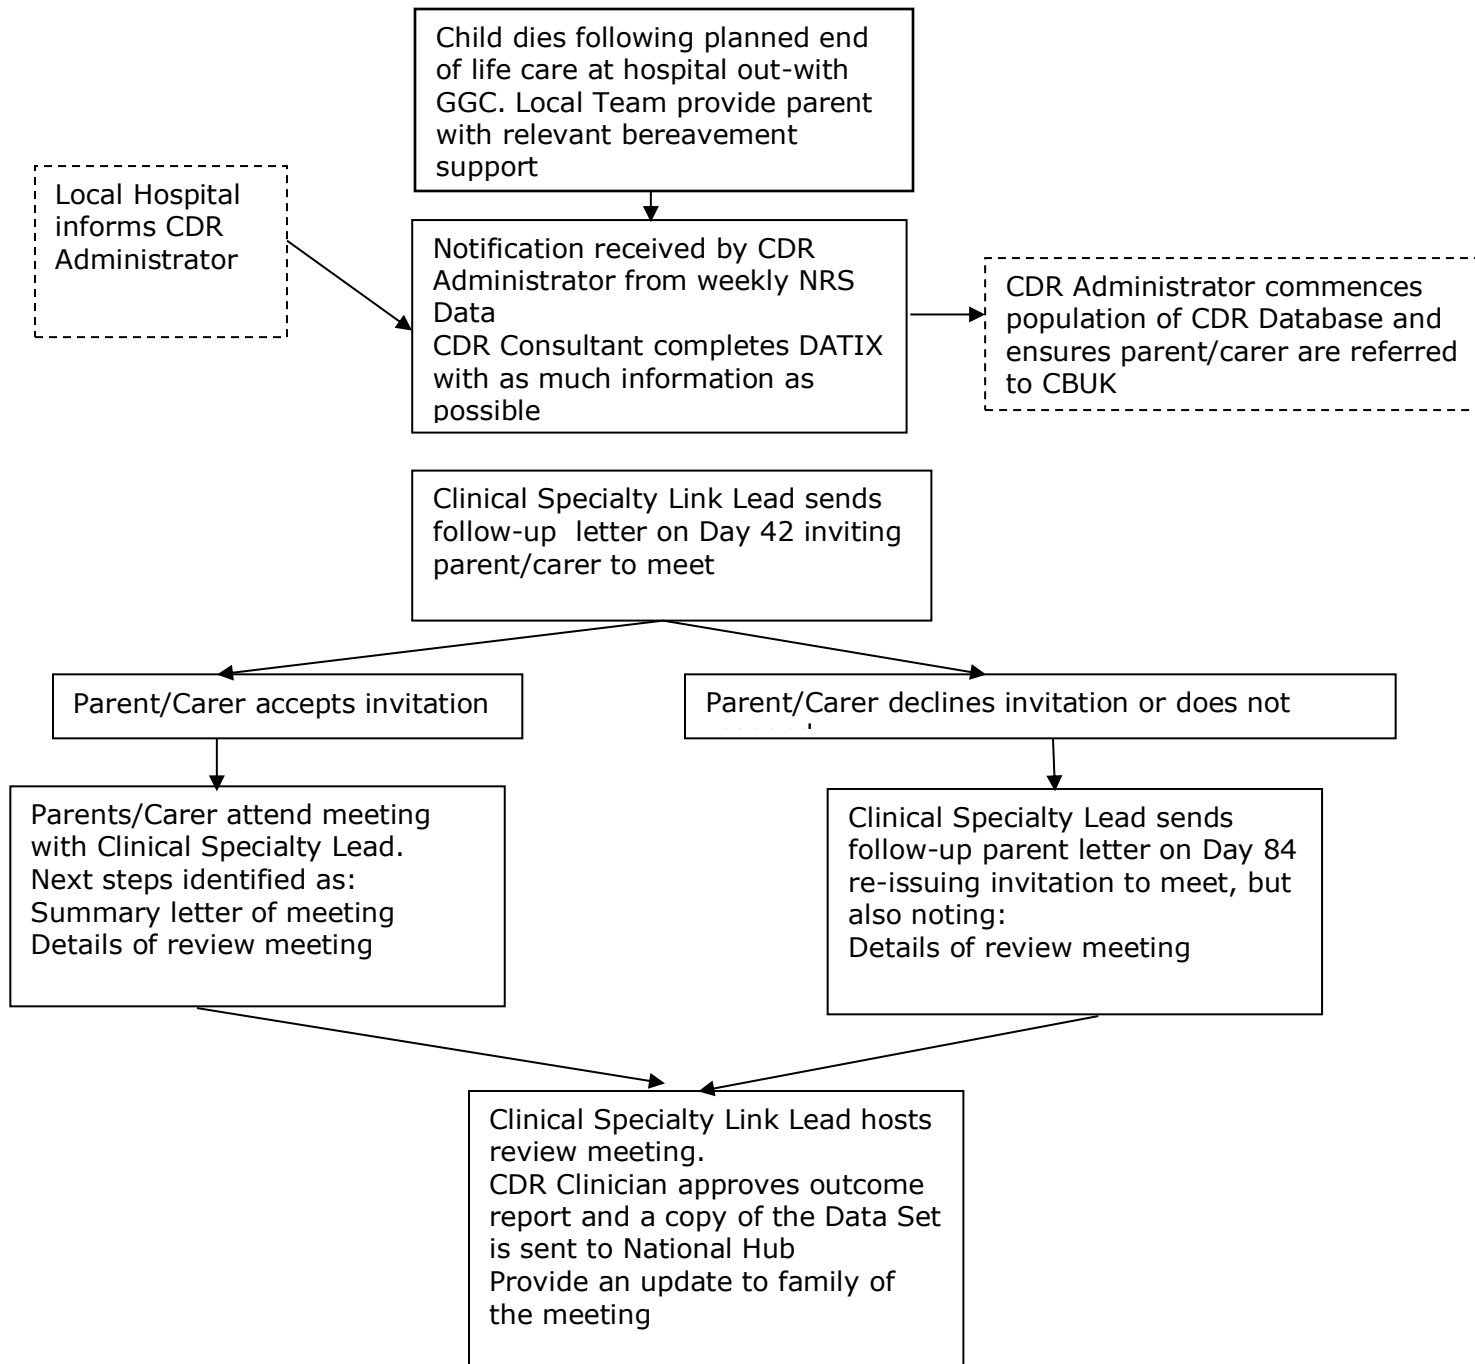 Child dies following planned end
of life care at hospital out-with
GGC. Local Team provide parent
with relevant bereavement
support
Local Hospital
informs CDR
Administrator
Notification received by CDR
Administrator from weekly NRS
Data
CDR Consultant completes DATIX
with as much information as
possible
CDR Administrator commences
population of CDR Database and
ensures parent/carer are referred
to CBUK
Clinical Specialty Link Lead sends
follow-up  letter on Day 42 inviting
parent/carer to meet
Parent/Carer accepts invitation
Parent/Carer declines invitation or does not
Parents/Carer attend meeting
with Clinical Specialty Lead.
Next steps identified as:
Summary letter of meeting
Details of review meeting
Clinical Specialty Lead sends
follow-up parent letter on Day 84
re-issuing invitation to meet, but
also noting:
Details of review meeting
Clinical Specialty Link Lead hosts
review meeting.
CDR Clinician approves outcome
report and a copy of the Data Set
is sent to National Hub
Provide an update to family of
the meeting